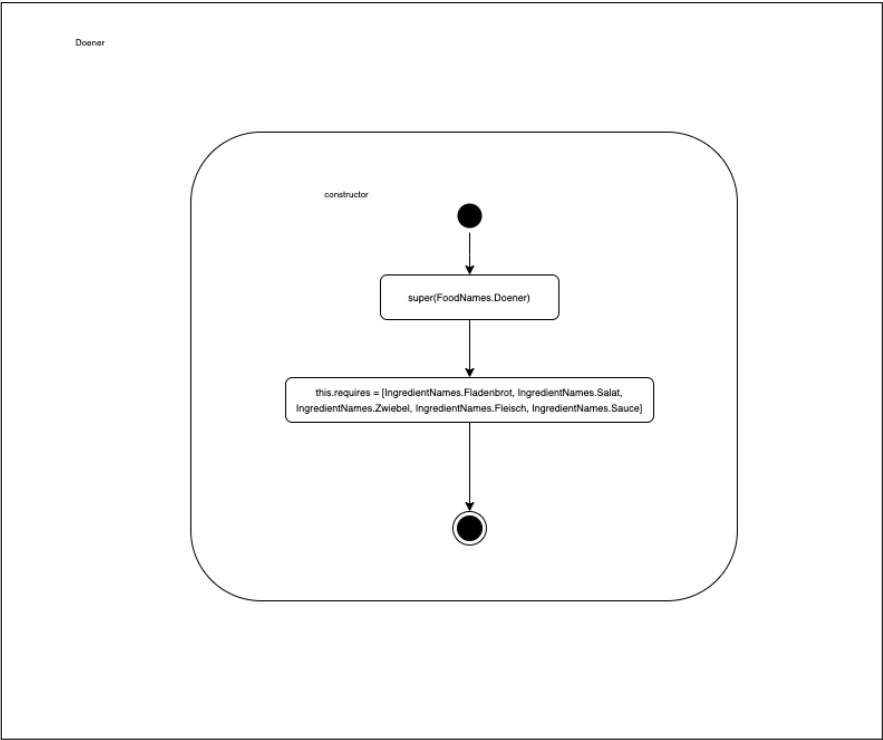 Doener
constructor
super(FoodNames.Doener)
this.requires = [IngredientNames.Fladenbrot, IngredientNames.Salat,
IngredientNames.Zwiebel, IngredientNames.Fleisch, IngredientNames.Sauce]